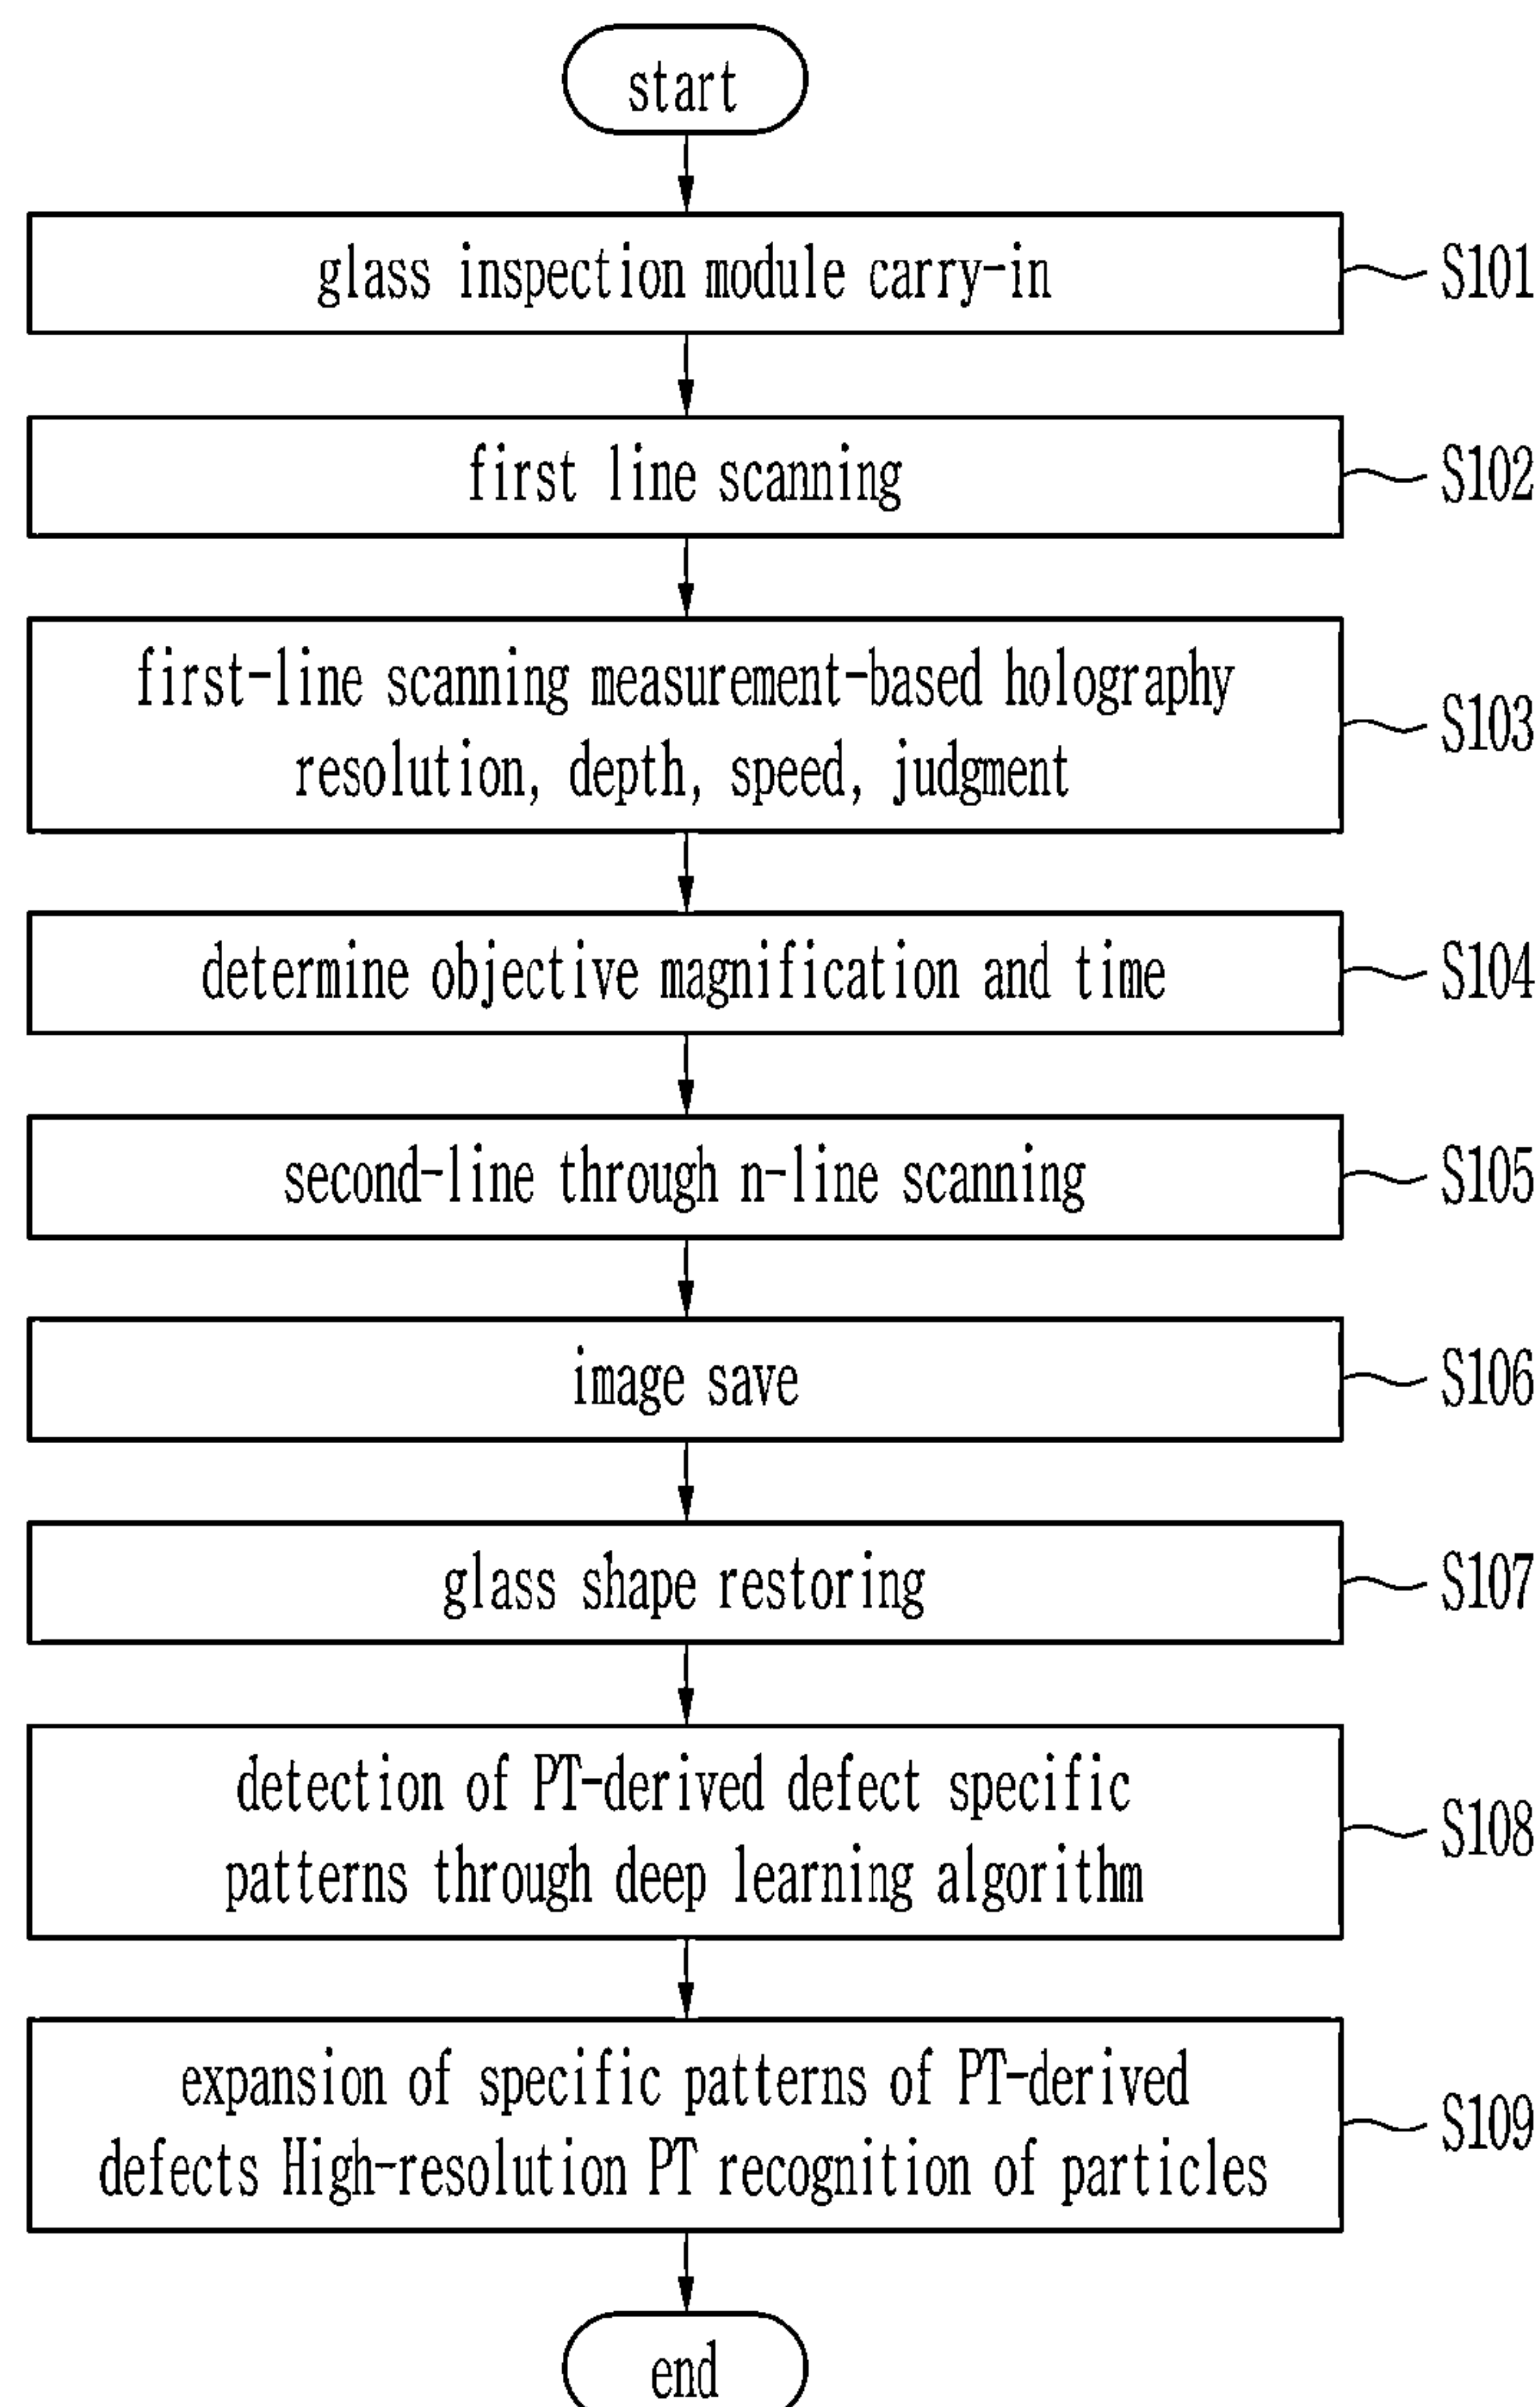 start
glass inspection module carry-in
S101
first line scanning
S102
first-line scanning measurement-based holography
resolution, depth, speed, judgment
S103
determine objective magnification and time
S104
second-line through n-line scanning
S105
image save
S106
glass shape restoring
S107
detection of PT-derived defect specific
patterns through deep learning algorithm
S108
expansion of specific patterns of PT-derived
defects High-resolution PT recognition of particles
S109
end